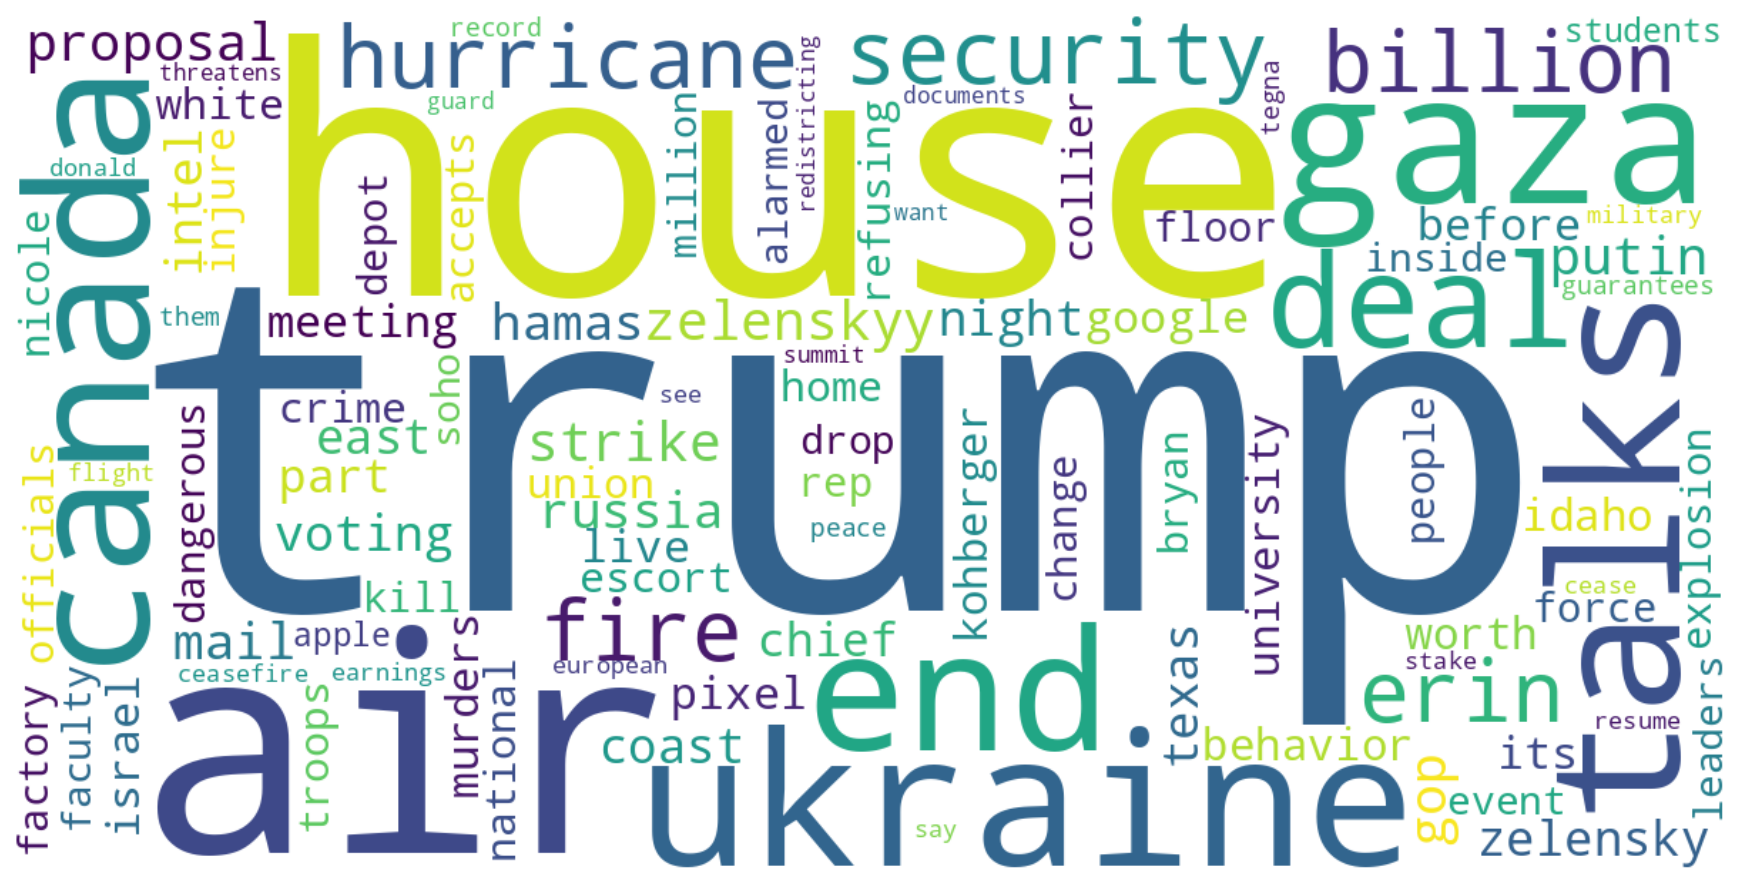 record
students
proposal
hurricane
security
billion
threatens
white
guard
documents
tegna
redistricting
house
gaza
canada
donald
intel
injure
depot
accepts
million
alarmed
refusing
want
collier
floor
before
military
nicole
inside
putin
guarantees
deal
them
meeting
hamas
zelenskyy
night
google
talks
trump
summit
home
soho
see
crime
east
strike
drop
dangerous
officials
flight
part
union
rep
kohberger
change
bryan
university
people
explosion
idaho
russia
peace
voting
live
escort
kill
cease
force
fire
chief
mail
apple
worth
stake
european
murders
ceasefire
earnings
end
texas
erin
pixel
factory
faculty
israel
troops
national
air
coast
ukraine
behavior
its
resume
leaders
gop
event
say
zelensky